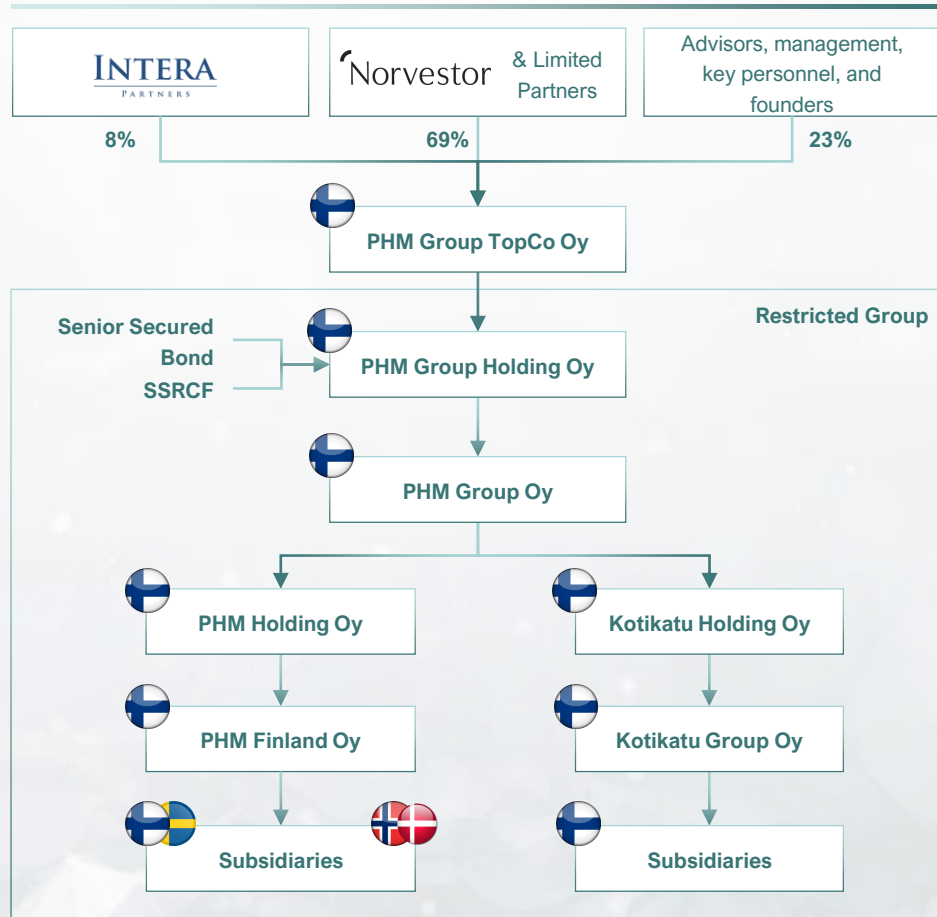 INTERA
PARTNERS
Norvestor
& Limited
Partners
Advisors, management,
key personnel, and
founders
8%
69%
23%
PHM Group TopCo Oy
Restricted Group
Senior Secured
Bond
SSRCF
PHM Group Holding Oy
PHM Group Oy
PHM Holding Oy
Kotikatu Holding Oy
PHM Finland Oy
Kotikatu Group Oy
Subsidiaries
Subsidiaries